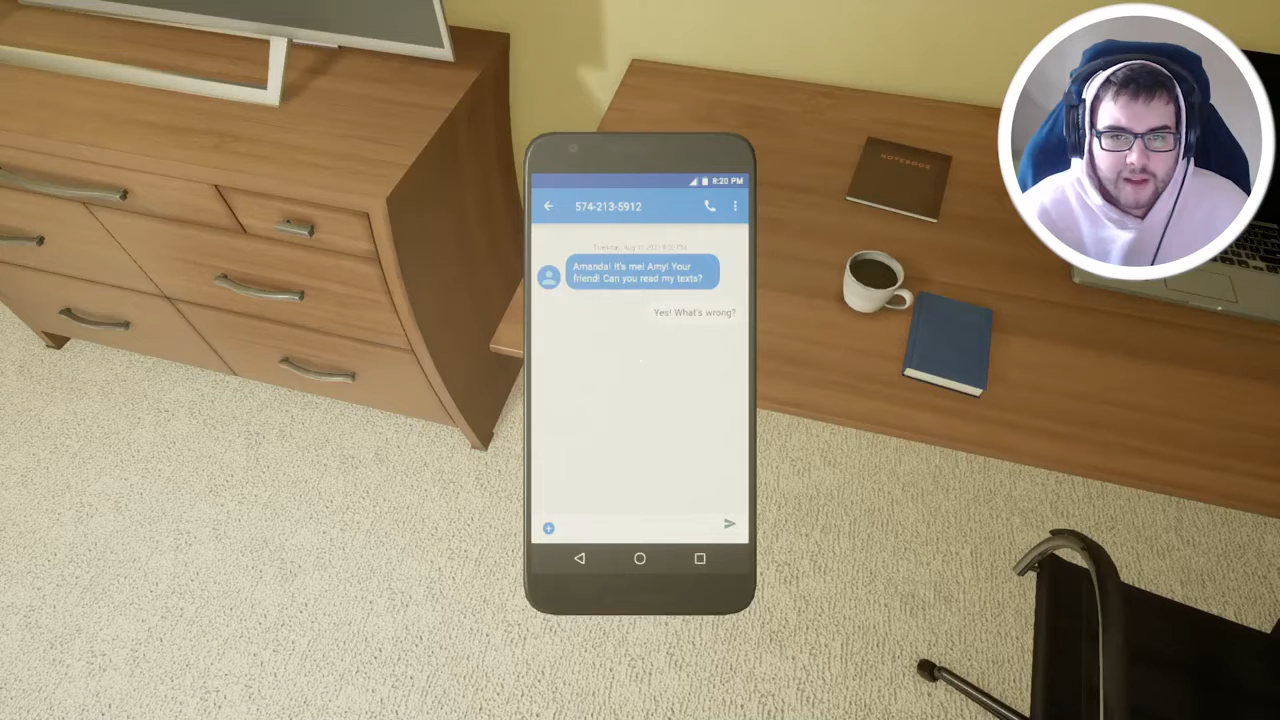 NOTEBOOK
8:20 PM
574-213-5912
Amanda! It's me! Amy! Your
friend! Can you read my texts?
Yes! What's wrong?